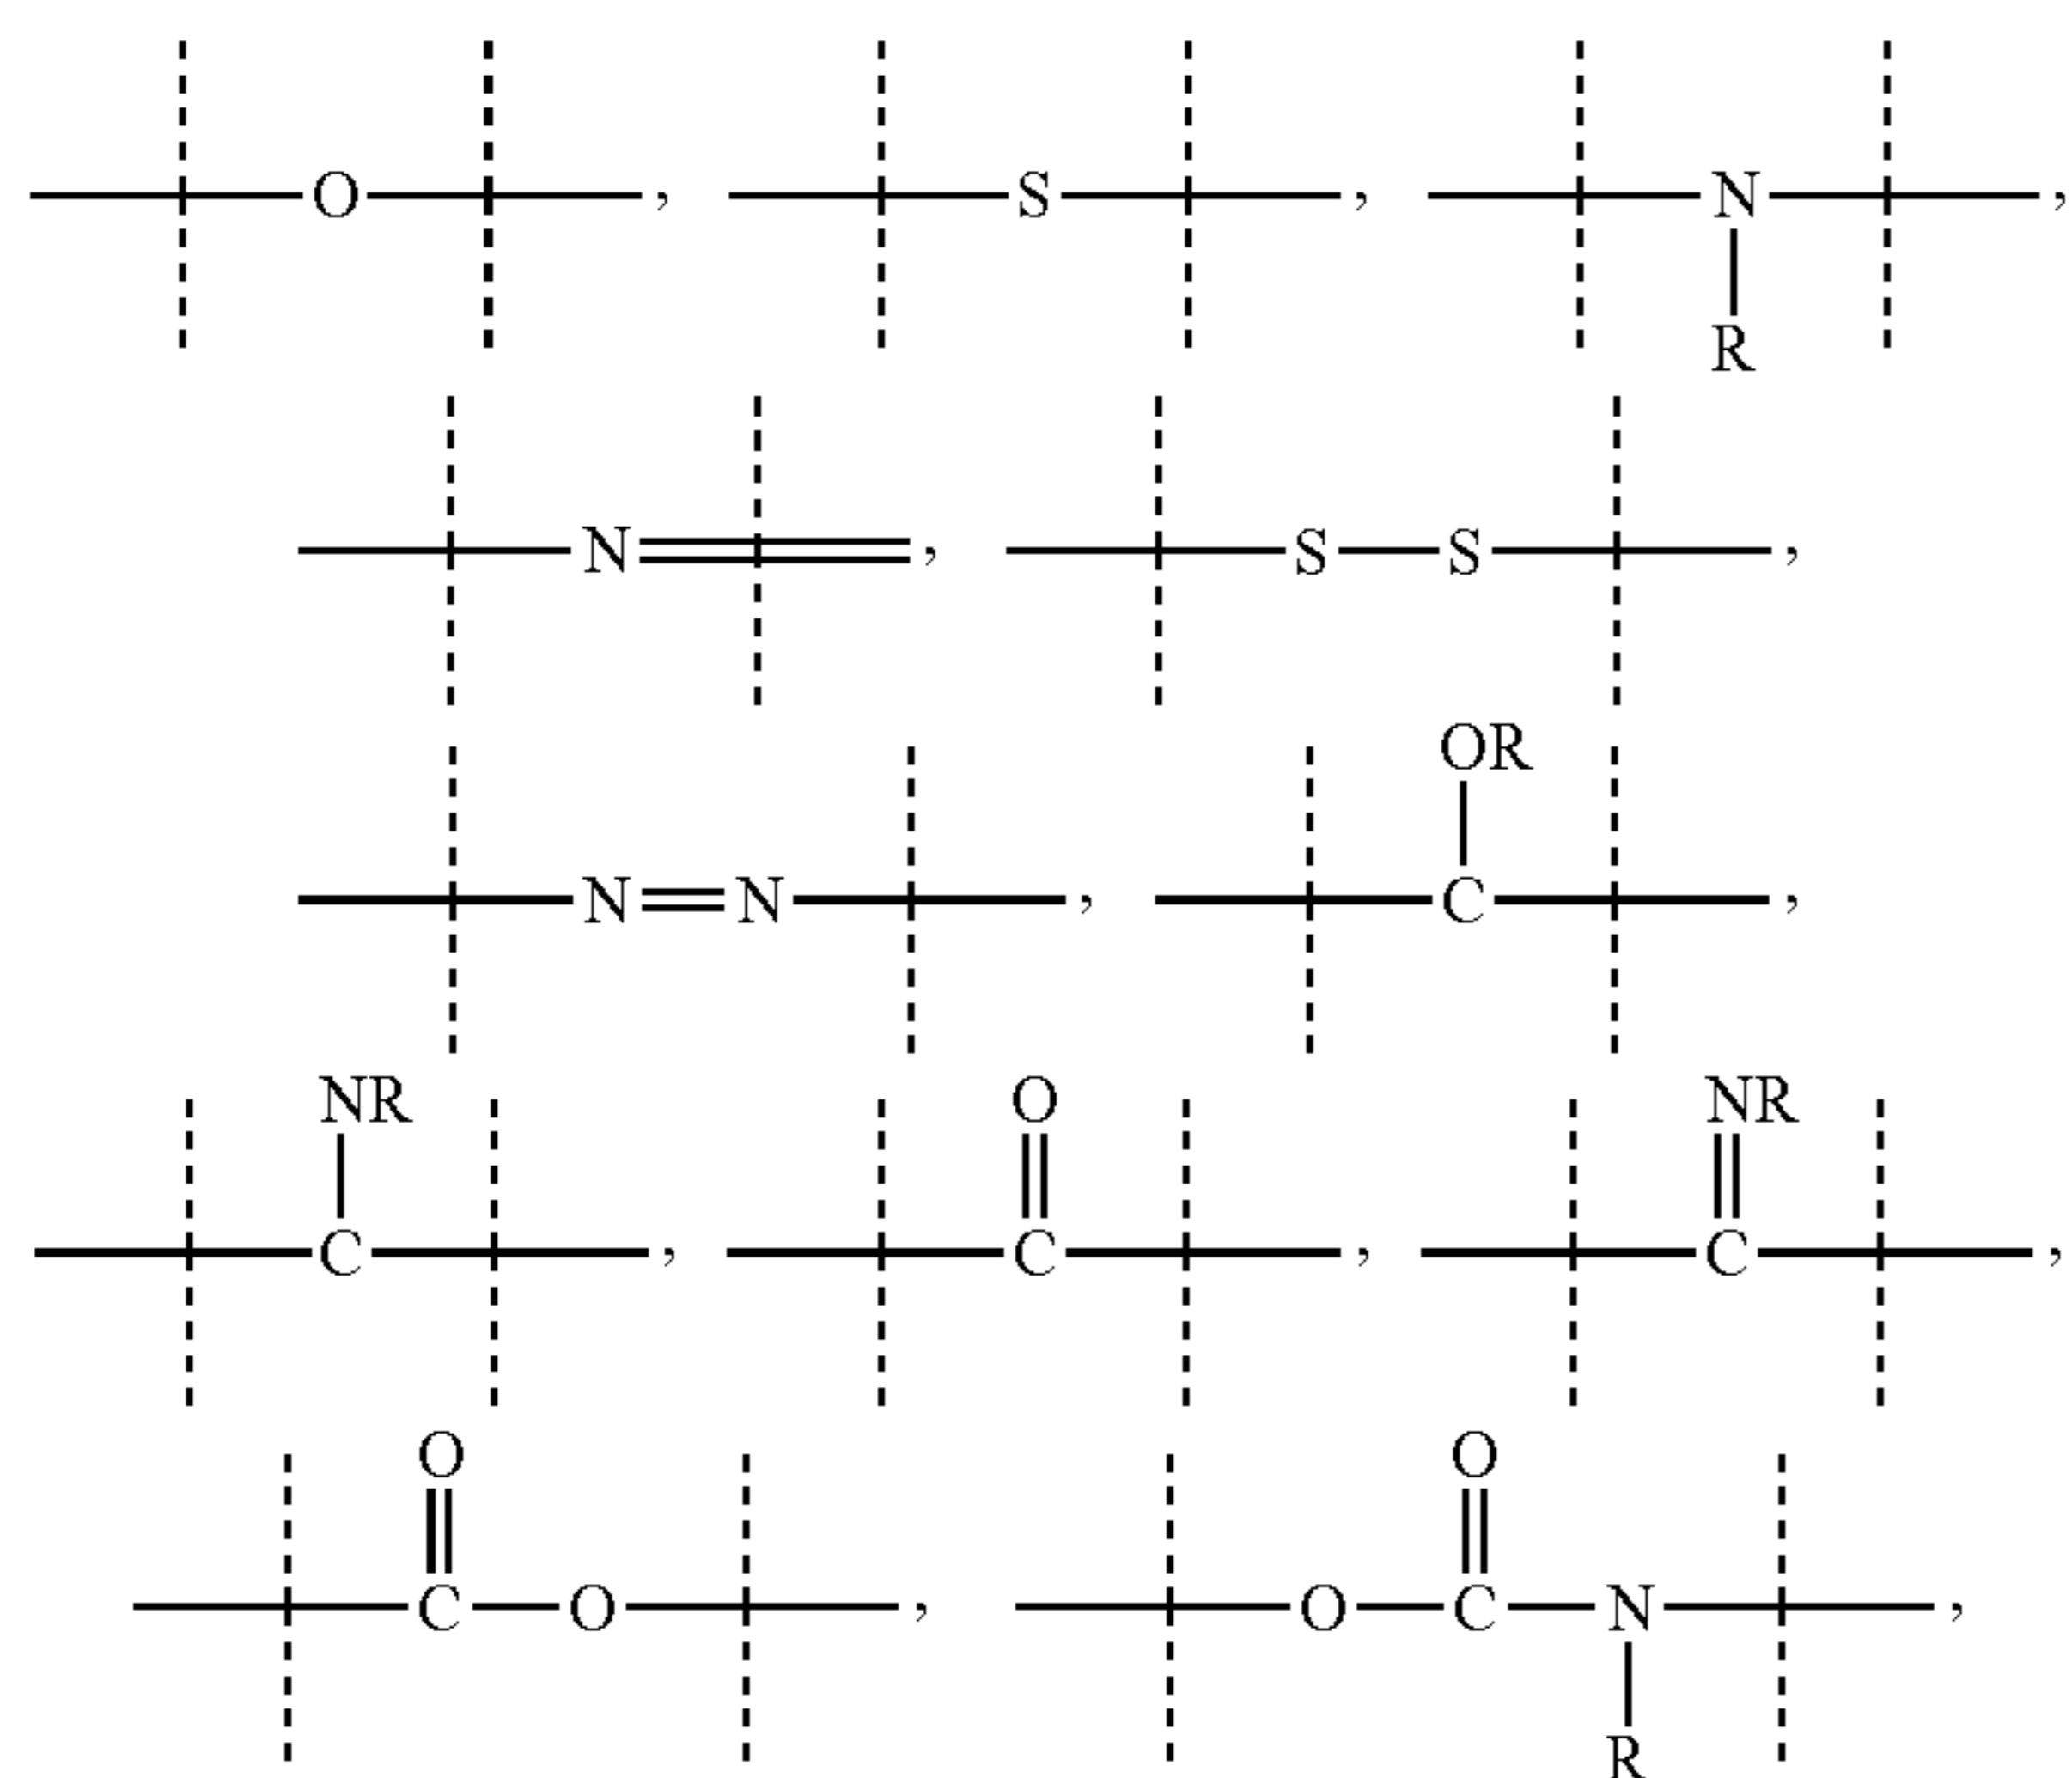 O , S , N ,
R
N , S S ,
OR
N N , C ,
NR O NR
C , C , C ,
O O
C O , O C N ,
R